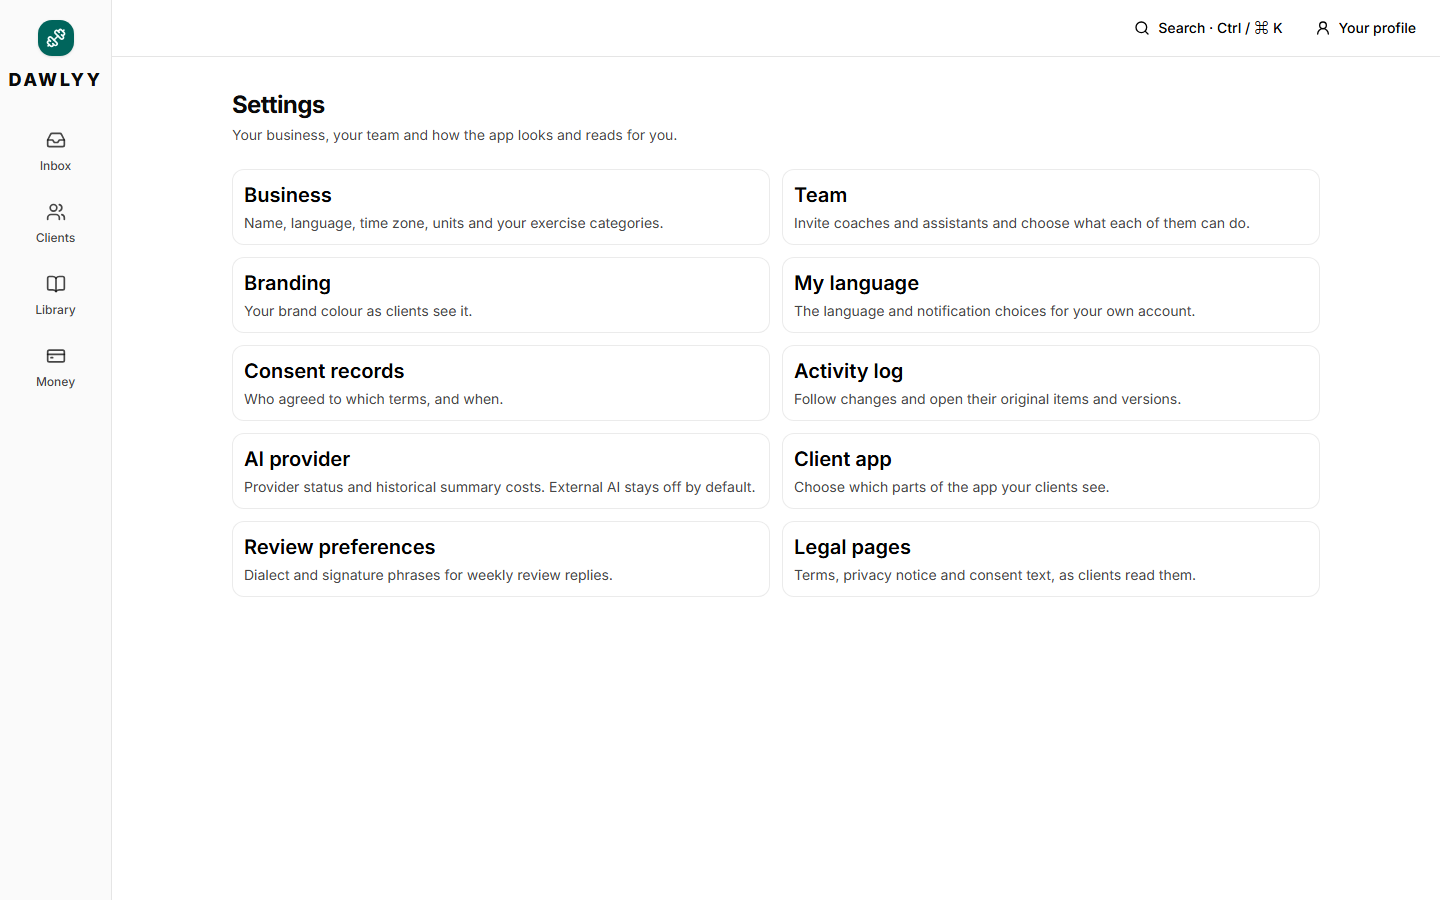 DAWLYY
Inbox
Clients
Library
Money
Search · Ctrl / ⌘ K
Your profile
Settings
Your business, your team and how the app looks and reads for you.
Business
Name, language, time zone, units and your exercise categories.
Team
Invite coaches and assistants and choose what each of them can do.
Branding
Your brand colour as clients see it.
My language
The language and notification choices for your own account.
Consent records
Who agreed to which terms, and when.
Activity log
Follow changes and open their original items and versions.
AI provider
Provider status and historical summary costs. External AI stays off by default.
Client app
Choose which parts of the app your clients see.
Review preferences
Dialect and signature phrases for weekly review replies.
Legal pages
Terms, privacy notice and consent text, as clients read them.